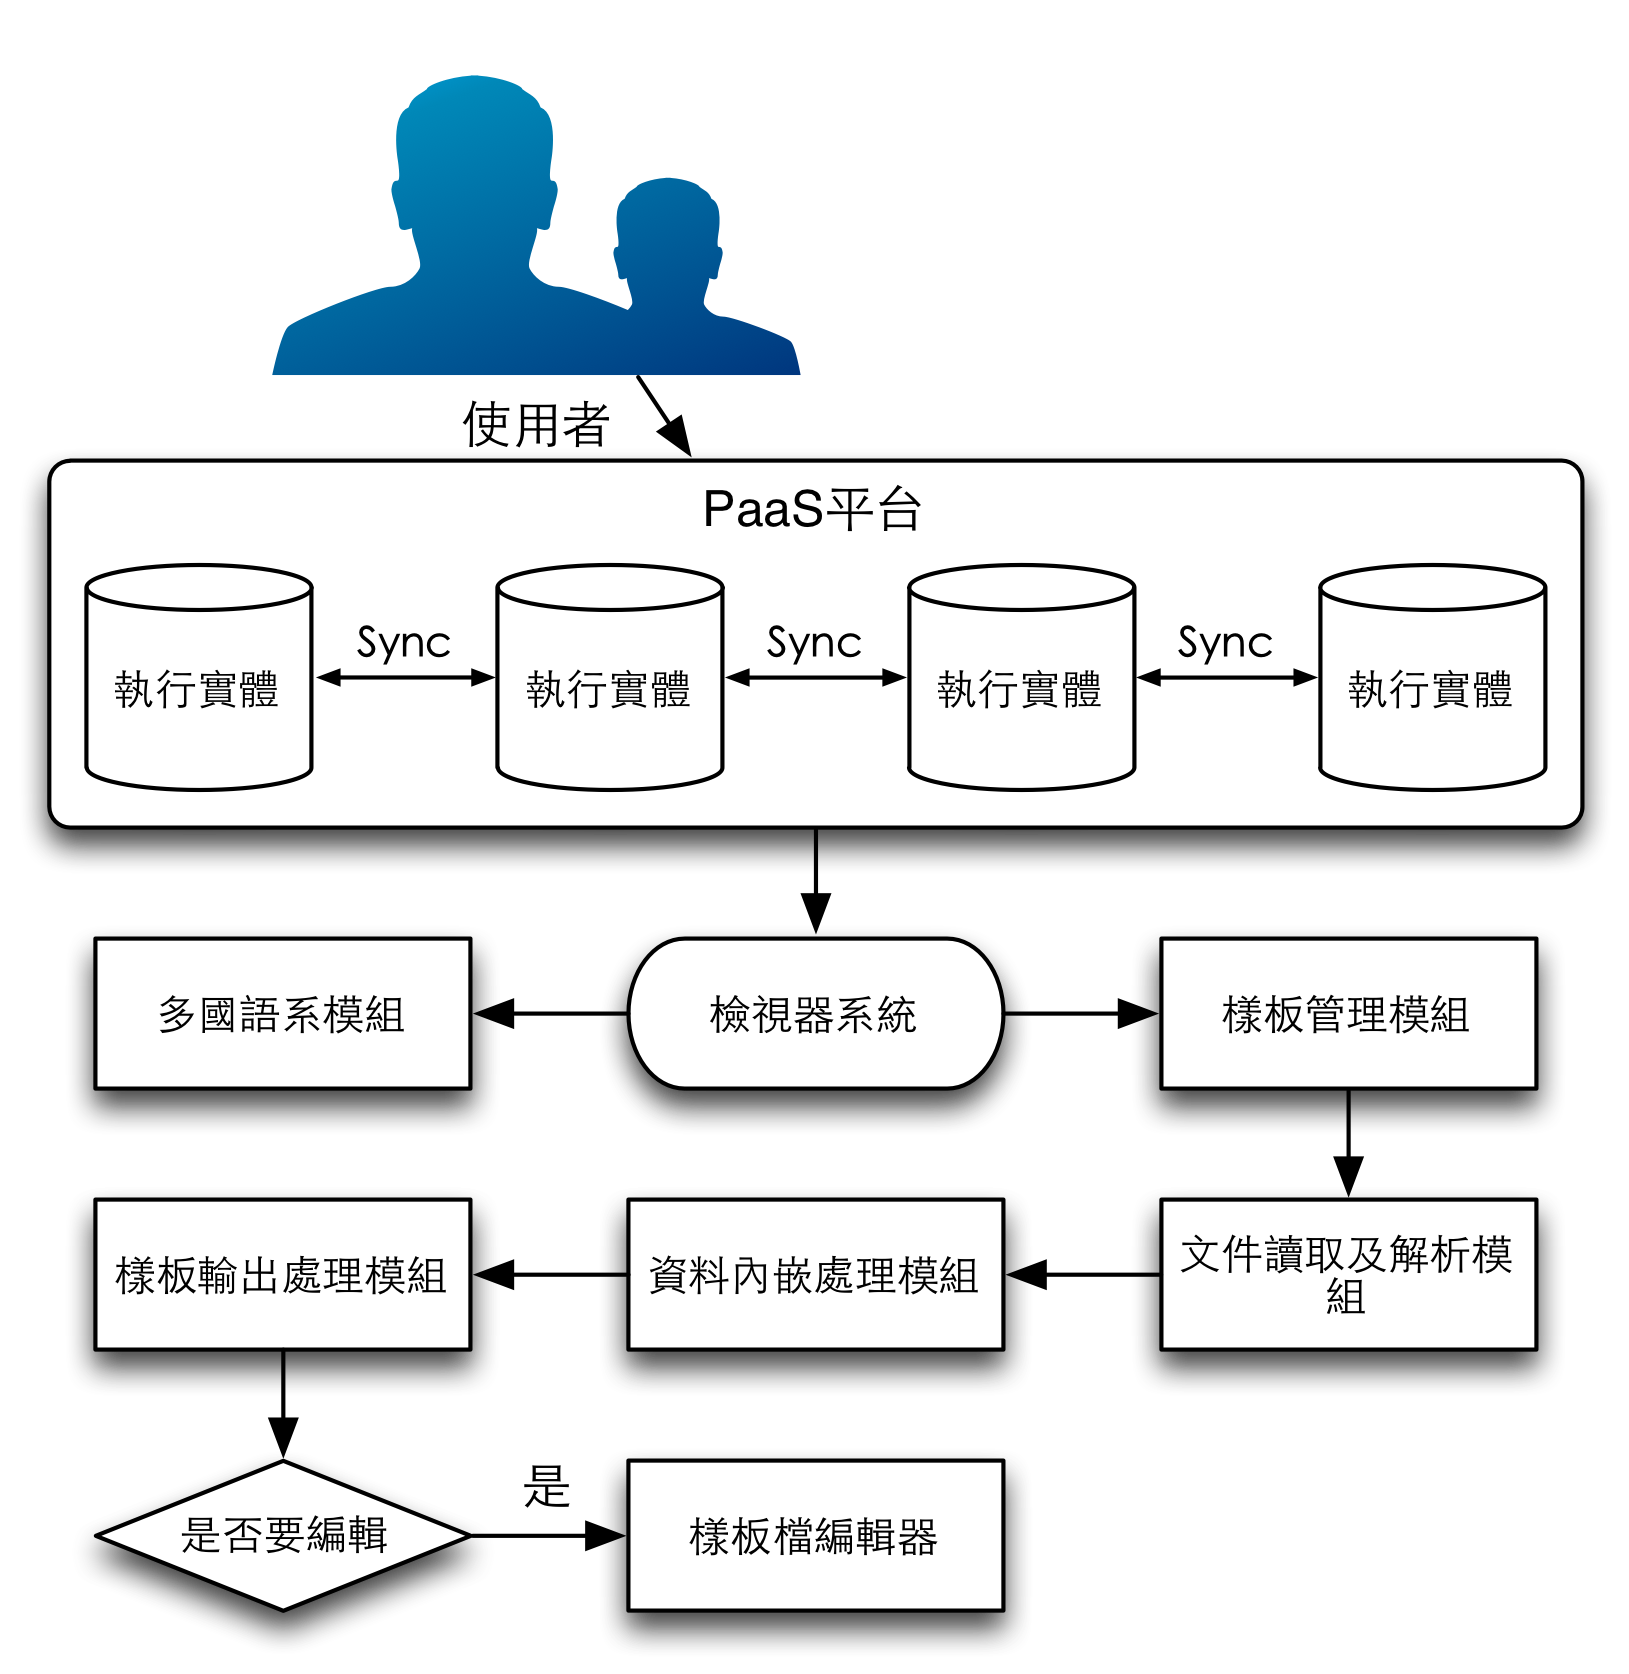 使用者
PaaS平台
Sync
Sync
Sync
執行實體
執行實體
執行實體
執行實體
多國語系模組
檢視器系統
樣板管理模組
樣板輸出處理模組
資料內嵌處理模組
文件讀取及解析模
組
是
是否要編輯
樣板檔編輯器